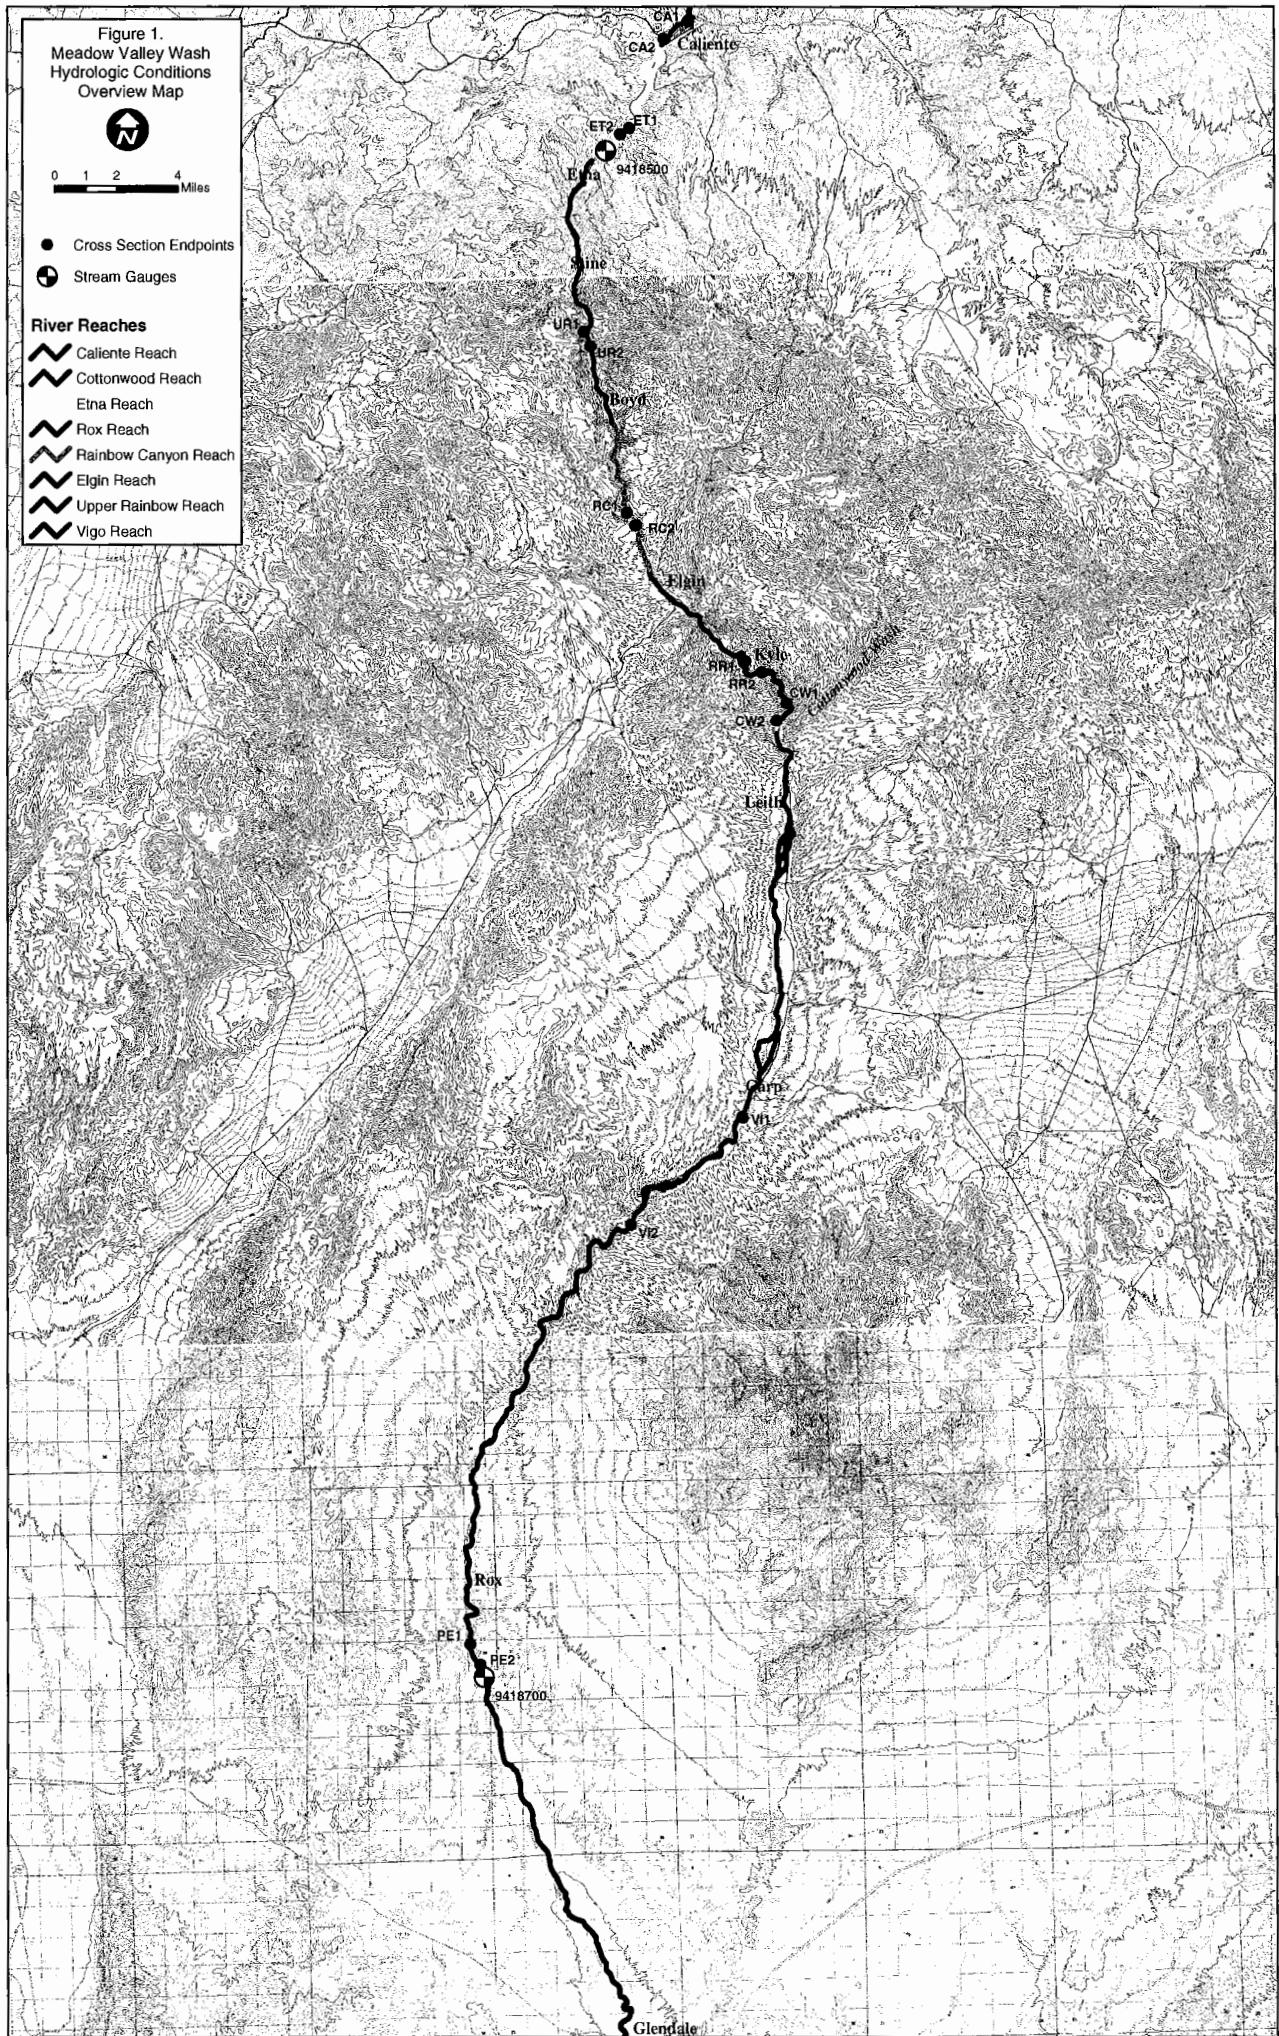 Figure 1.
Meadow Valley Wash
Hydrologic Conditions
Overview Map
N
0 1 2 4
Miles
Cross Section Endpoints
Stream Gauges
River Reaches
Caliente Reach
Cottonwood Reach
Etna Reach
Rox Reach
Rainbow Canyon Reach
Elgin Reach
Upper Rainbow Reach
Vigo Reach
CA1
CA2
Caliente
ET2
ET1
9418500
Etna
Stine
UR1
UR2
Boyd
RC1
RC2
Elgin
Kyle
RR1
RR2
CW1
Cottonwood Wash
CW2
Leith
Carp
VI1
VI2
Rox
PE1
PE2
9418700
Glendale